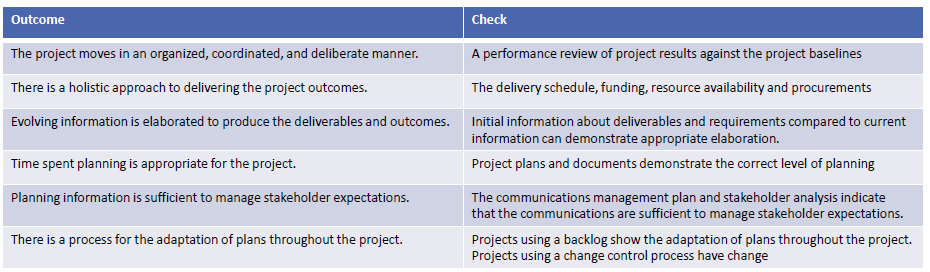 Outcome Check
The project moves in an organized, coordinated, and deliberate manner. A performance review of project results against the project baselines
There is a holistic approach to delivering the project outcomes. The delivery schedule, funding, resource availability and procurements
Evolving information is elaborated to produce the deliverables and outcomes. Initial information about deliverables and requirements compared to current
information can demonstrate appropriate elaboration.
Time spent planning is appropriate for the project. Project plans and documents demonstrate the correct level of planning
Planning information is sufficient to manage stakeholder expectations. The communications management plan and stakeholder analysis indicate
that the communications are sufficient to manage stakeholder expectations.
There is a process for the adaptation of plans throughout the project. Projects using a backlog show the adaptation of plans throughout the project.
Projects using a change control process have change